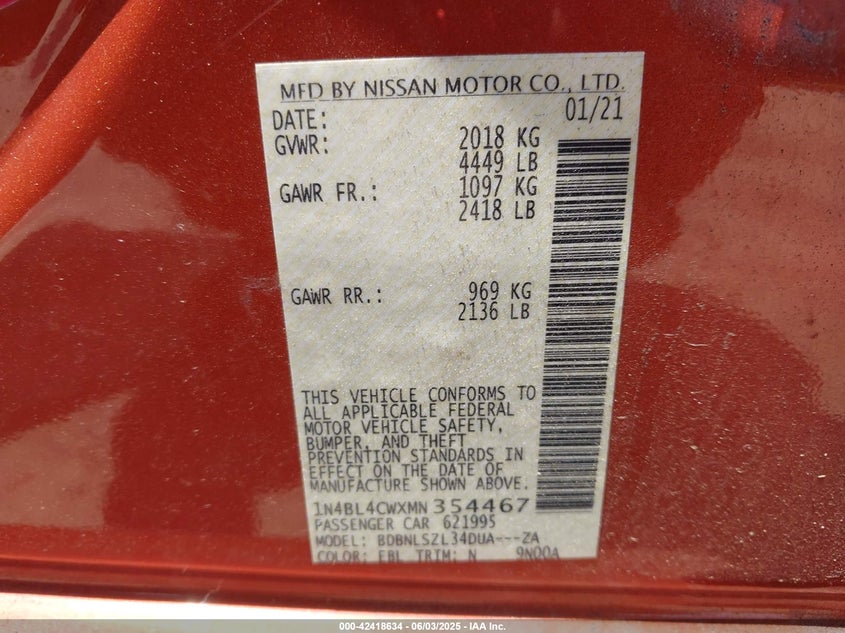 MFD BY NISSAN MOTOR CO., LTD.
DATE: 01/21
GVWR: 2018 KG
4449 LB
GAWR FR.: 1097 KG
2418 LB
GAWR RR.: 969 KG
2136 LB
THIS VEHICLE CONFORMS TO
ALL APPLICABLE FEDERAL
MOTOR VEHICLE SAFETY,
BUMPER, AND THEFT
PREVENTION STANDARDS IN
EFFECT ON THE DATE OF
MANUFACTURE SHOWN ABOVE.
1N4BL4CWXMN354467
PASSENGER CAR 621995
MODEL: BDBNLSZL34DUA---ZA
COLOR: EBL TRIM: N 9N00A
000-42418634 - 06/03/2025 - IAA Inc.